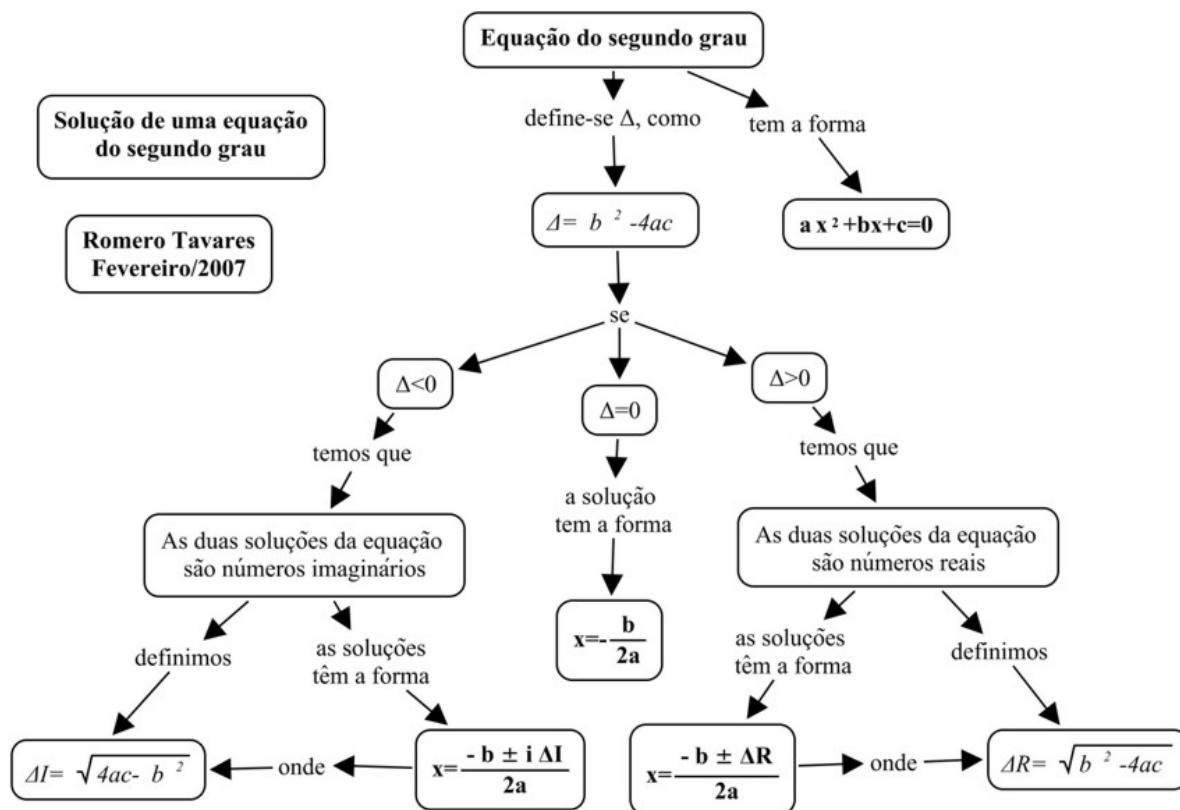 Equação do segundo grau
Solução de uma equação
do segundo grau
Romero Tavares
Fevereiro/2007
define-se Δ, como
tem a forma
Δ= b ² -4ac
a x ² +bx+c=0
se
Δ<0
Δ=0
Δ>0
temos que
a solução
tem a forma
temos que
As duas soluções da equação
são números imaginários
x=- b/2a
As duas soluções da equação
são números reais
definimos
as soluções
têm a forma
as soluções
têm a forma
definimos
ΔI= √(4ac- b ²)
onde
x= (- b ± i ΔI)/2a
x= (- b ± ΔR)/2a
onde
ΔR= √(b ² -4ac)